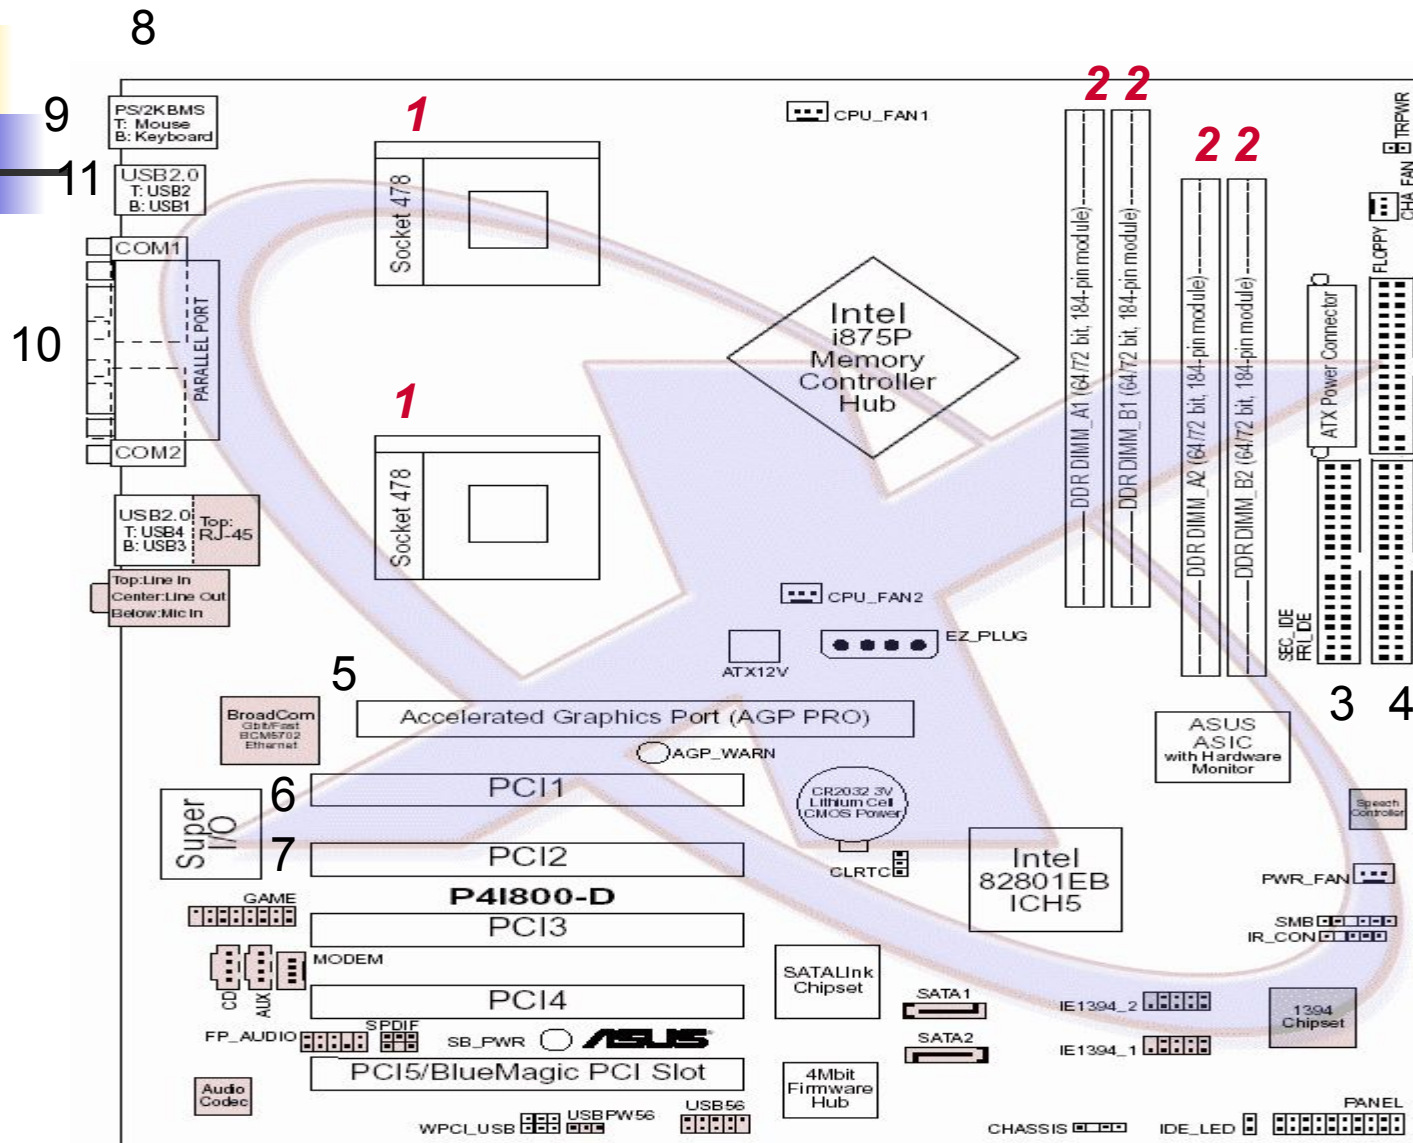 8
9
PS/2KBMS
T: Mouse
B: Keyboard
11
USB2.0
T: USB2
B: USB1
COM1
10
PARALLEL PORT
COM2
USB2.0
T: USB4
B: USB3
Top:
RJ-45
Top:Line In
Center:Line Out
Below:Mic In
1
Socket 478
1
Socket 478
CPU_FAN1
Intel
i875P
Memory
Controller
Hub
2 2
2 2
DDR DIMM_A1 (64/72 bit, 184-pin module)
DDR DIMM_B1 (64/72 bit, 184-pin module)
DDR DIMM_A2 (64/72 bit, 184-pin module)
DDR DIMM_B2 (64/72 bit, 184-pin module)
TRPWR
CHA_FAN
FLOPPY
ATX Power Connector
SEC_IDE
PRI_IDE
3 4
CPU_FAN2
EZ_PLUG
ATX12V
5
Accelerated Graphics Port (AGP PRO)
AGP_WARN
BroadCom
Gbit/Fast
BCM5702
Ethernet
ASUS
ASIC
with Hardware
Monitor
6
PCI1
CR2032 3V
Lithium Cell
CMOS Power
Speech
Controller
Super
I/O
7
PCI2
CLRTC
Intel
82801EB
ICH5
PWR_FAN
P4I800-D
GAME
PCI3
SMB
IR_CON
CD
AUX
MODEM
SATALink
Chipset
PCI4
SATA1
IE1394_2
1394
Chipset
FP_AUDIO
SPDIF
SB_PWR
ASUS
SATA2
IE1394_1
PCI5/BlueMagic PCI Slot
Audio
Codec
4Mbit
Firmware
Hub
WPCI_USB
USBPW56
USB56
CHASSIS
IDE_LED
PANEL